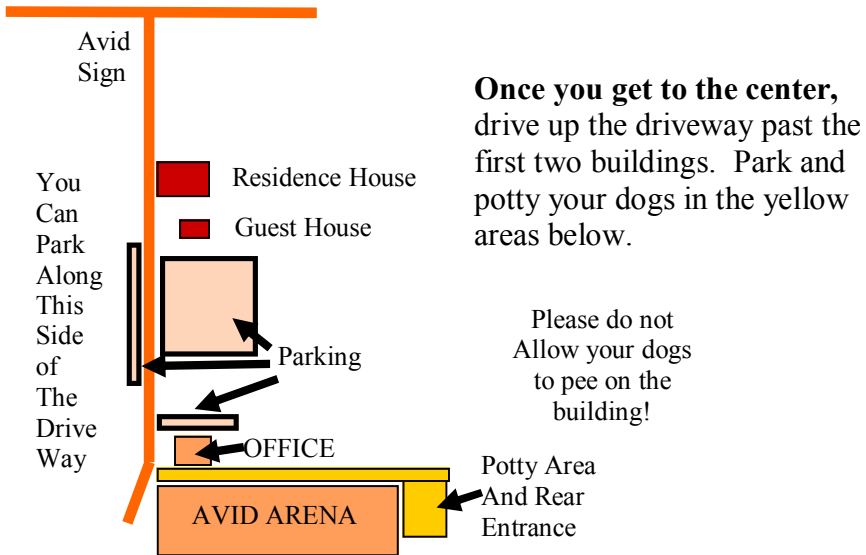 Avid
Sign
Once you get to the center,
drive up the driveway past the
first two buildings.  Park and
potty your dogs in the yellow
areas below.
You
Can
Park
Along
This
Side
of
The
Drive
Way
Residence House
Guest House
Please do not
Allow your dogs
to pee on the
building!
Parking
OFFICE
Potty Area
And Rear
Entrance
AVID ARENA